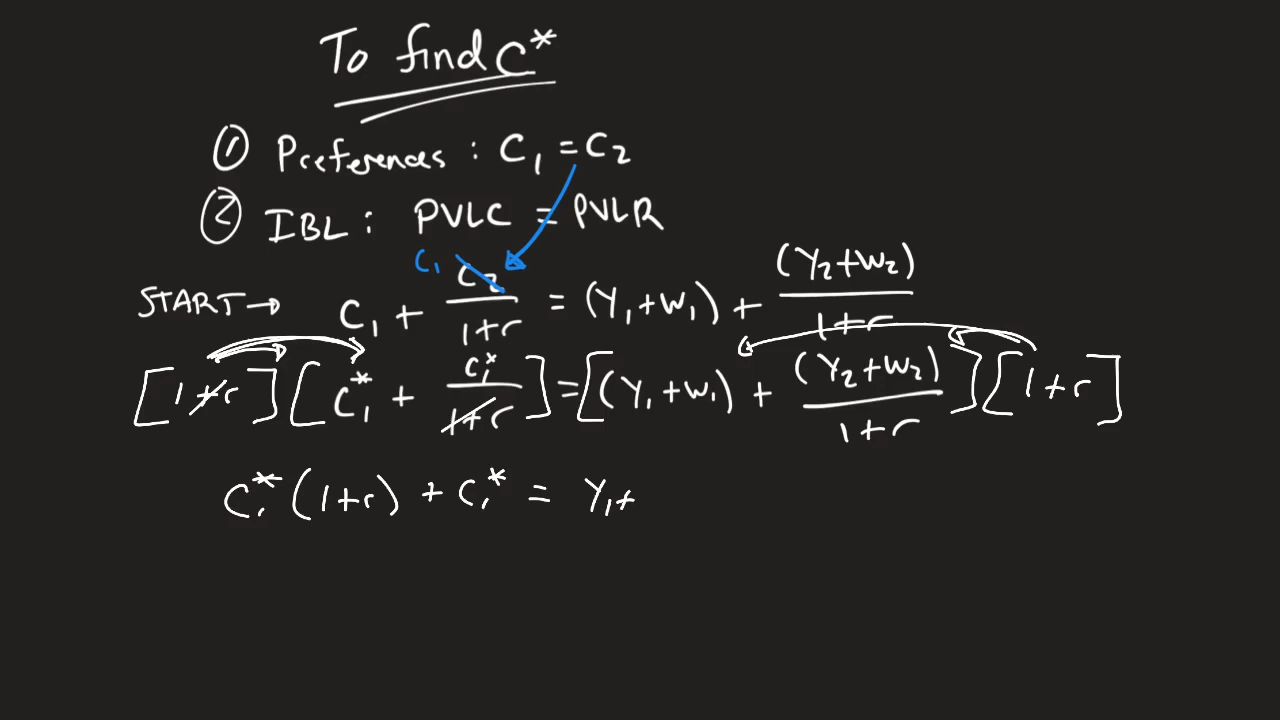 To find C*
① Preferences : C₁ = C₂
② IBL : PVLC = PVLR
C₁
START → C₁ + C₂/1+r = (Y₁+W₁) + (Y₂+W₂)/1+r
[1+r] [C₁* + C₁*/1+r] = [(Y₁+W₁) + (Y₂+W₂)/1+r] [1+r]
C₁*(1+r) + C₁* = Y₁+